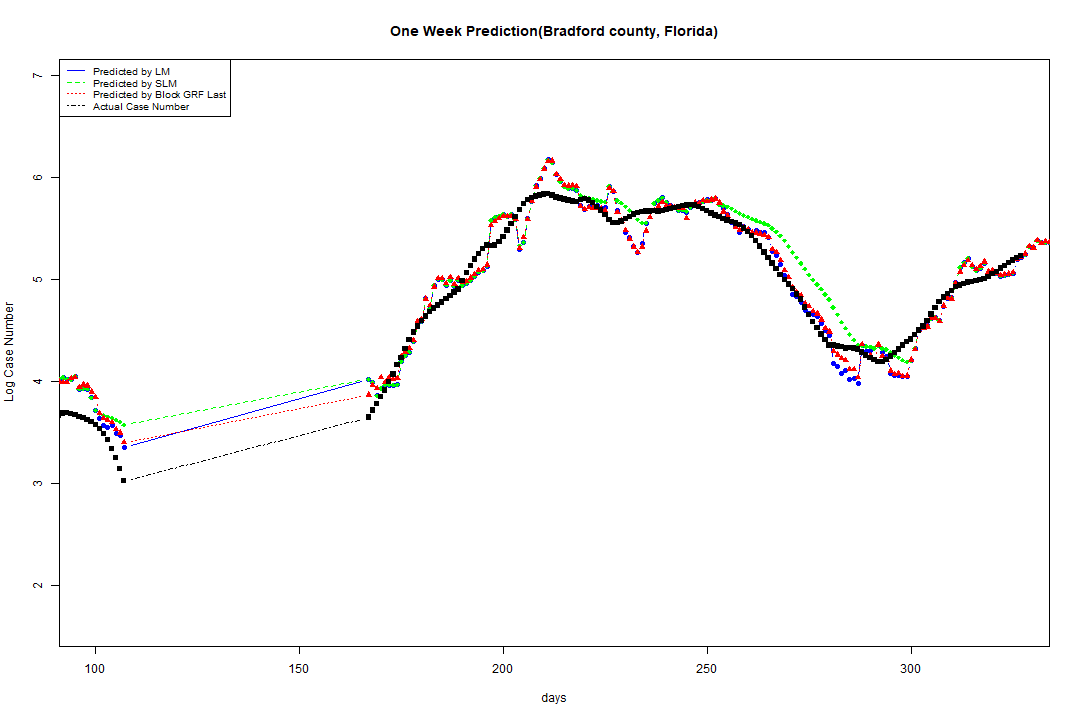 One Week Prediction(Bradford county, Florida)
Predicted by LM
Predicted by SLM
Predicted by Block GRF Last
Actual Case Number
7
6
5
4
3
2
Log Case Number
100 150 200 250 300
days